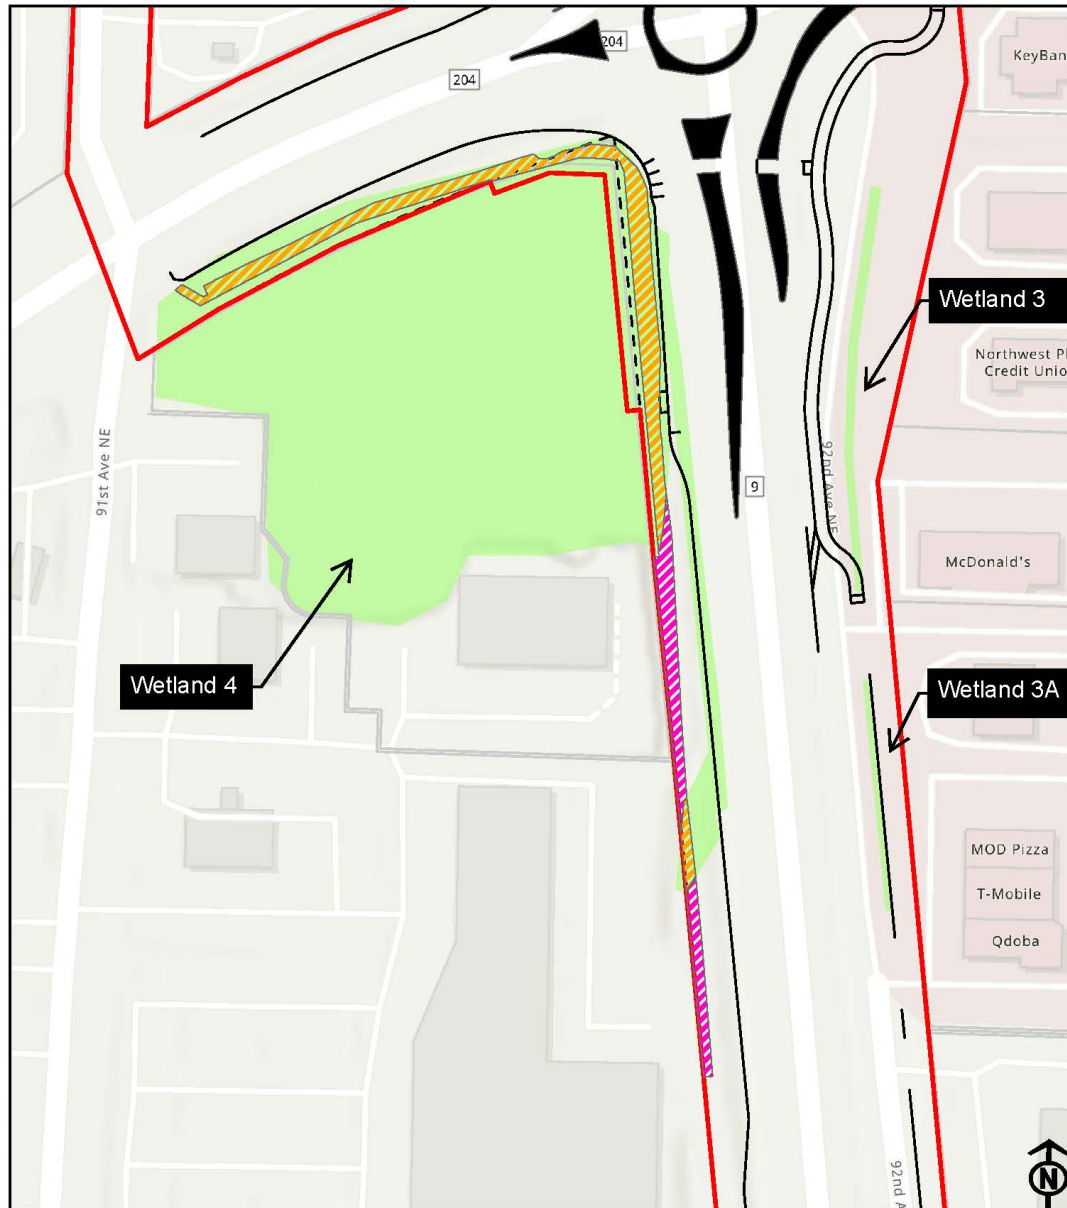 KeyBan
204
204
Wetland 3
Northwest Pl
Credit Unio
91st Ave NE
92nd Ave NE
9
McDonald's
Wetland 4
Wetland 3A
MOD Pizza
T-Mobile
Qdoba
92nd A
N